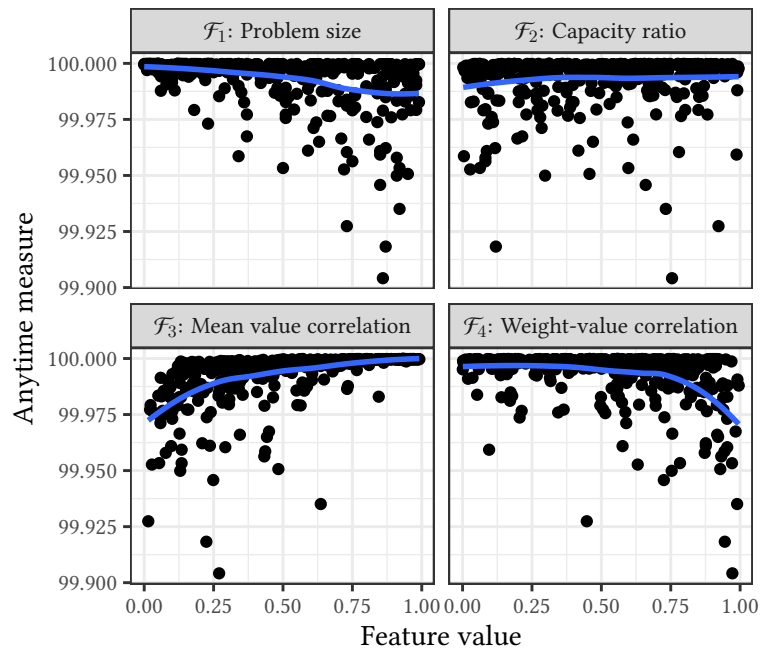 ℱ₁: Problem size
ℱ₂: Capacity ratio
100.000
99.975
99.950
99.925
99.900
ℱ₃: Mean value correlation
ℱ₄: Weight-value correlation
100.000
99.975
99.950
99.925
99.900
0.00 0.25 0.50 0.75 1.00 0.00 0.25 0.50 0.75 1.00
Feature value
Anytime measure